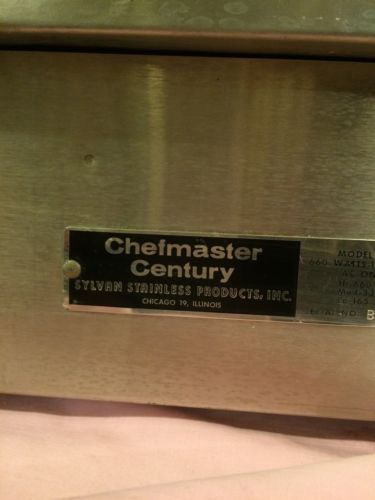 Chefmaster
Century
SYLVAN STAINLESS PRODUCTS, INC.
CHICAGO 19, ILLINOIS
MODEL
660-WATTS